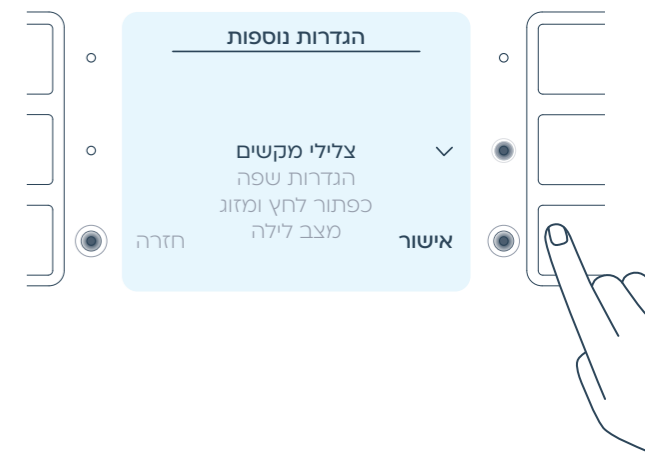 הגדרות נוספות
צלילי מקשים
הגדרות שפה
כפתור לחץ ומזוג
מצב לילה
אישור
חזרה